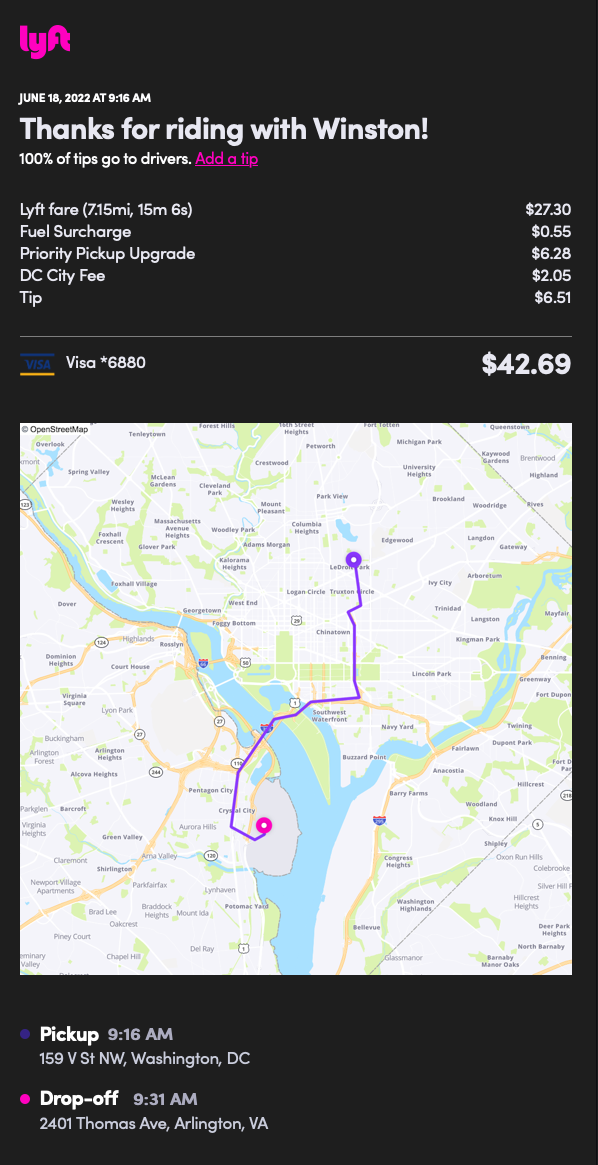 lyft
JUNE 18, 2022 AT 9:16 AM
Thanks for riding with Winston!
100% of tips go to drivers. Add a tip
Lyft fare (7.15mi, 15m 6s) $27.30
Fuel Surcharge $0.55
Priority Pickup Upgrade $6.28
DC City Fee $2.05
Tip $6.51
VISA Visa *6880 $42.69
© OpenStreetMap
Forest Hills
16th Street Heights
Fort Totten
Queenstown
Tenleytown
Overlook
Petworth
Michigan Park
Kaywood Gardens
Brentwood
Spring Valley
Crestwood
University Heights
Highland
McLean Gardens
Cleveland Park
Park View
Brookland
Woodridge
Rives
123
Wesley Heights
Mount Pleasant
Massachusetts Avenue Heights
Woodley Park
Columbia Heights
Foxhall Crescent
Glover Park
Adams Morgan
Edgewood
Langdon
Gateway
Kalorama Heights
LeDroit Park
Ivy City
Arboretum
Foxhall Village
Logan Circle
Truxton Circle
Dover
Georgetown
West End
Trinidad
Mayfair
Foggy Bottom
29
Langston
Chinatown
Kingman Park
124
Highlands
Rosslyn
Dominion Heights
Court House
50
Benning
Lincoln Park
Greenway
Virginia Square
Fort Dupont
Lyon Park
1
Southwest Waterfront
27
Navy Yard
Twining
Buckingham
27
Arlington Forest
Arlington Heights
Fairlawn
Dupont Park
Buzzard Point
110
Alcova Heights
244
Anacostia
Fort D
Hillcrest
Pentagon City
Barry Farms
218
Parkglen
Barcroft
Crystal City
Woodland
Virginia Heights
Aurora Hills
Knox Hill
5
Green Valley
Shipley
Claremont
Arna Valley
120
Oxon Run Hills
Shirlington
Congress Heights
Colebrooke
Newport Village Apartments
Parkfairfax
Lynhaven
Silver Hill
Brad Lee
Braddock Heights
Mount Ida
Potomac Yard
Washington Highlands
Hillcrest Heights
Oakcrest
Bellevue
Deer Park Heights
Piney Court
Del Ray
1
North Barnaby
Chapel Hill
Glassmanor
Barnaby Manor Oaks
Pickup 9:16 AM
159 V St NW, Washington, DC
Drop-off 9:31 AM
2401 Thomas Ave, Arlington, VA